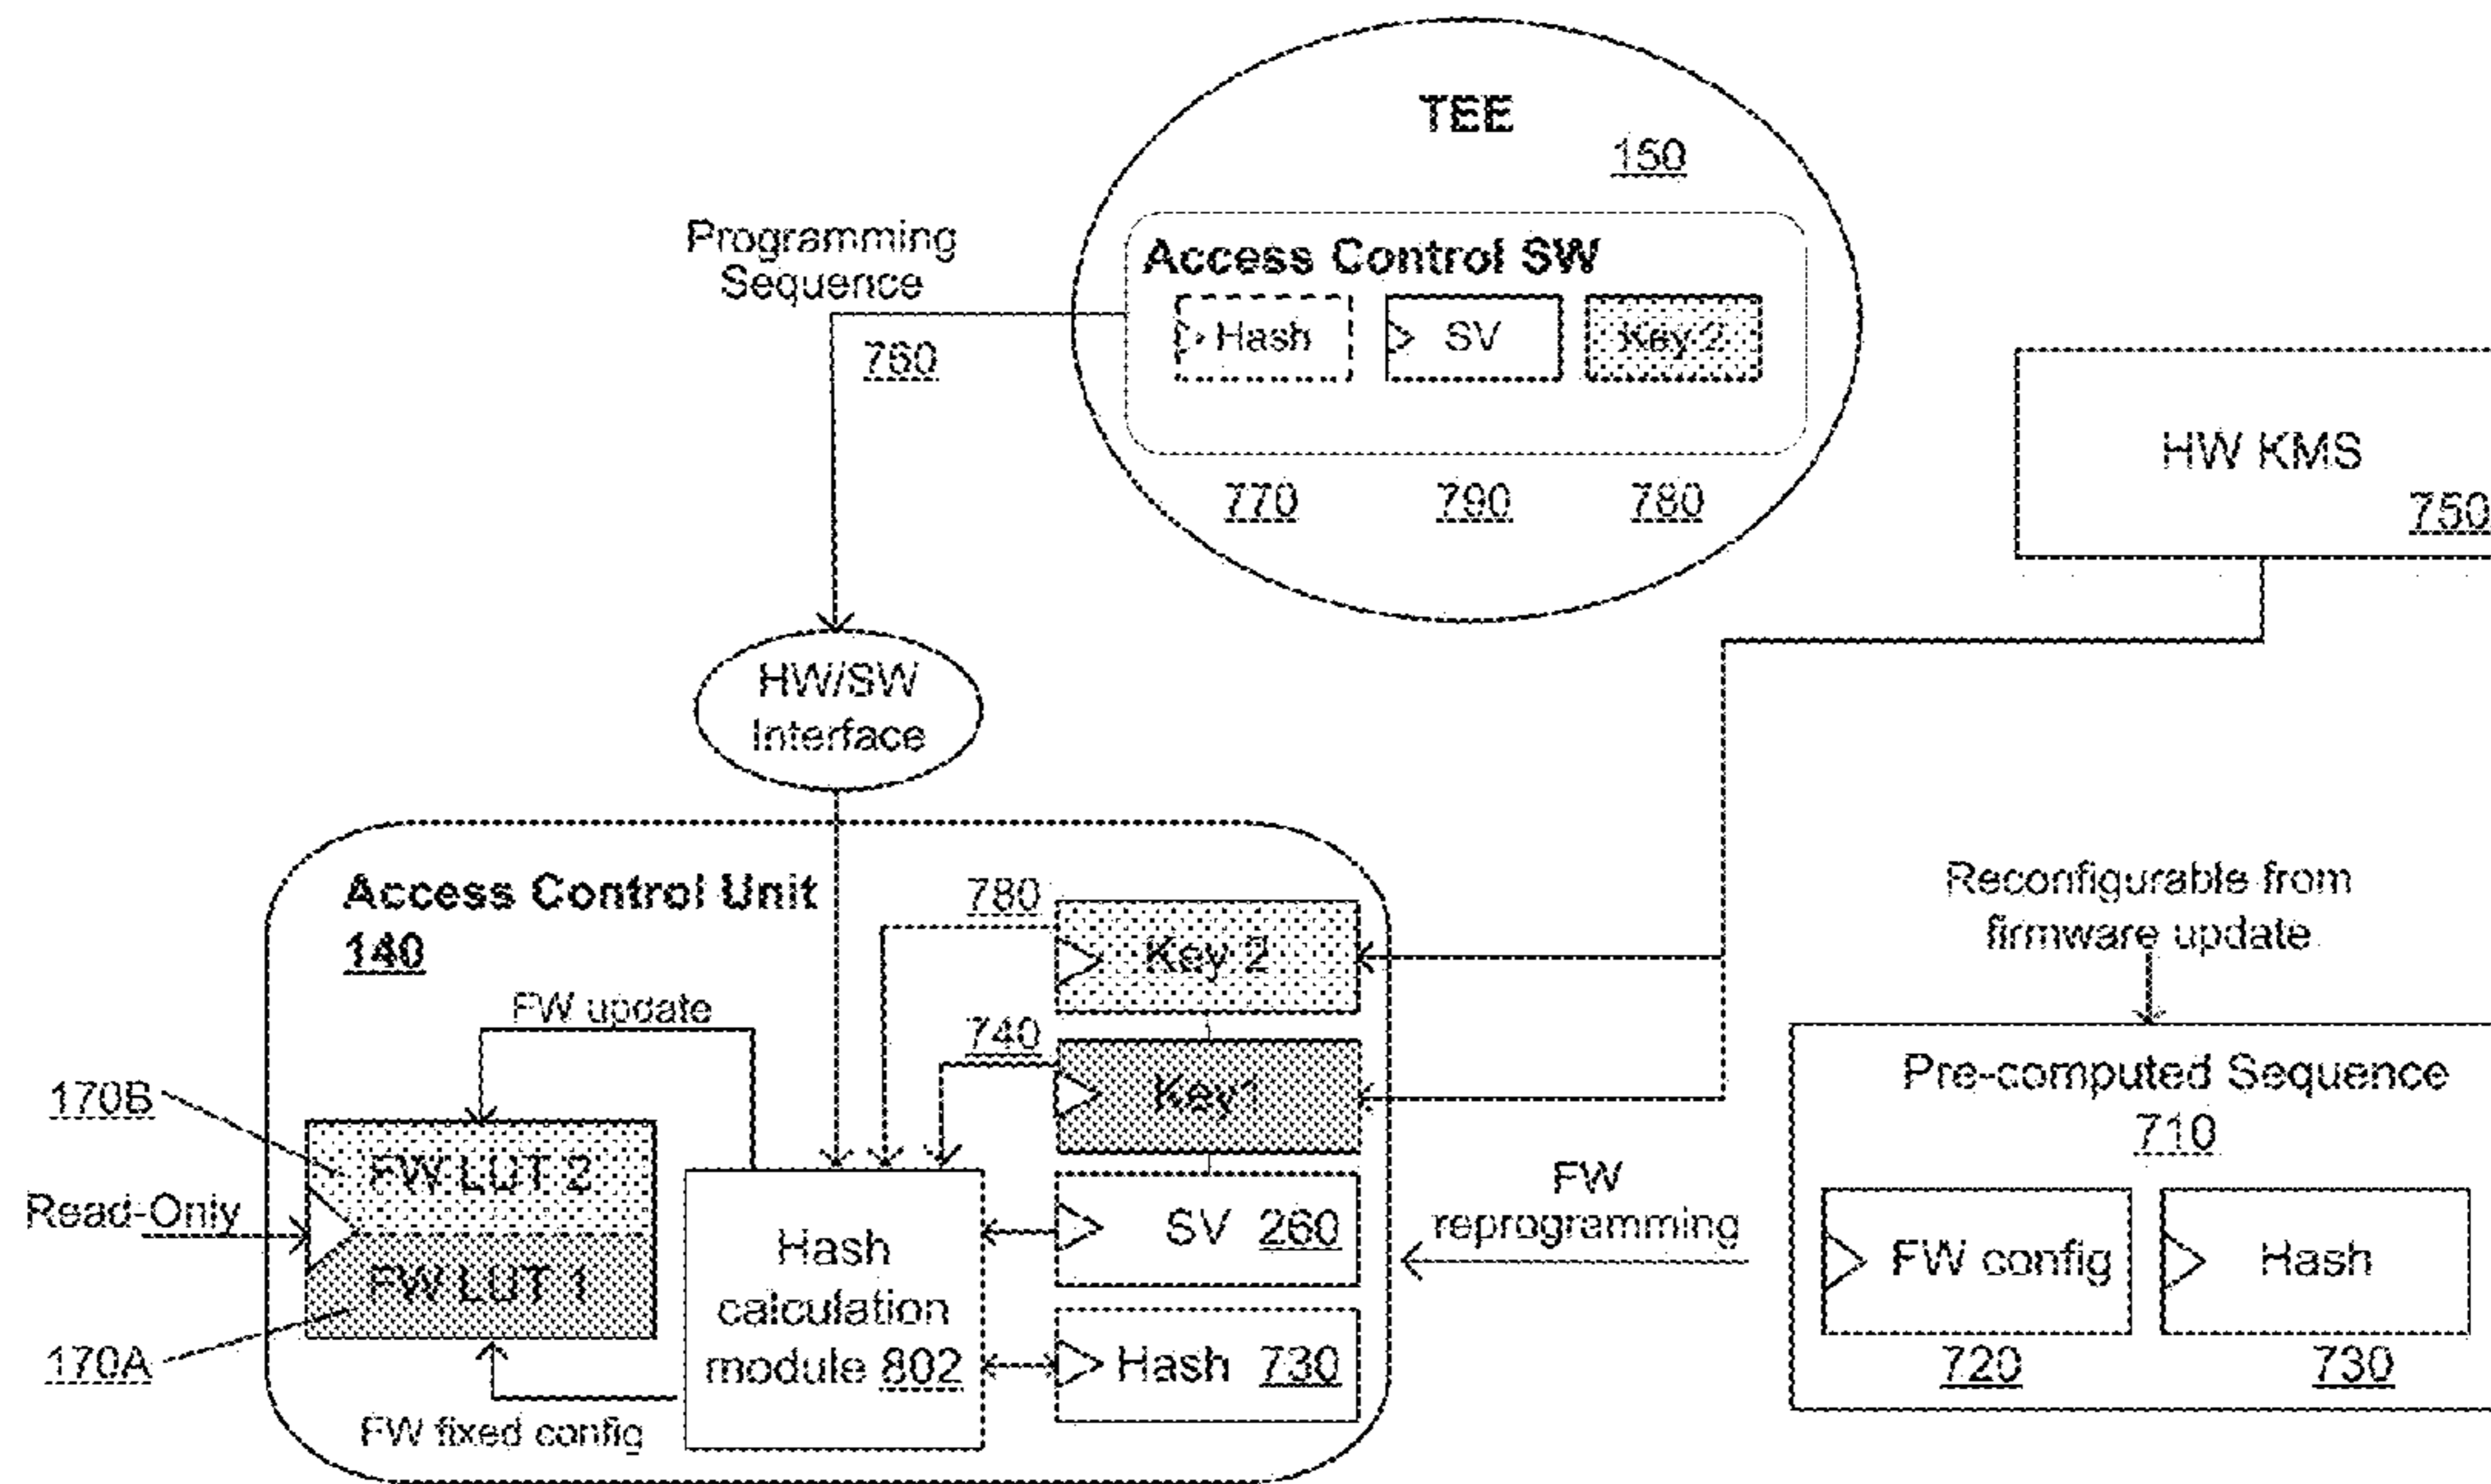 TEE
150
Programming
Sequence
760
Access Control SW
Hash
SV
Key 2
770
790
780
HW KMS
750
HW/SW
Interface
Access Control Unit
140
780
Key 2
FW update
740
Key1
170B
FW LUT 2
Read-Only
FW LUT 1
170A
FW fixed config
Hash
calculation
module 802
SV 260
Hash 730
FW
reprogramming
Reconfigurable from
firmware update
Pre-computed Sequence
710
FW config
Hash
720
730